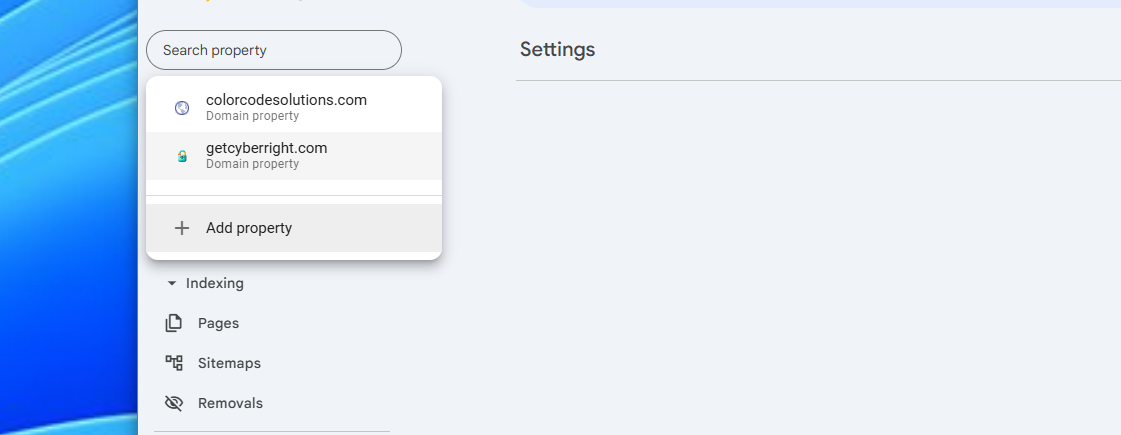 Search property
Settings
colorcodesolutions.com
Domain property
getcyberright.com
Domain property
Add property
Indexing
Pages
Sitemaps
Removals